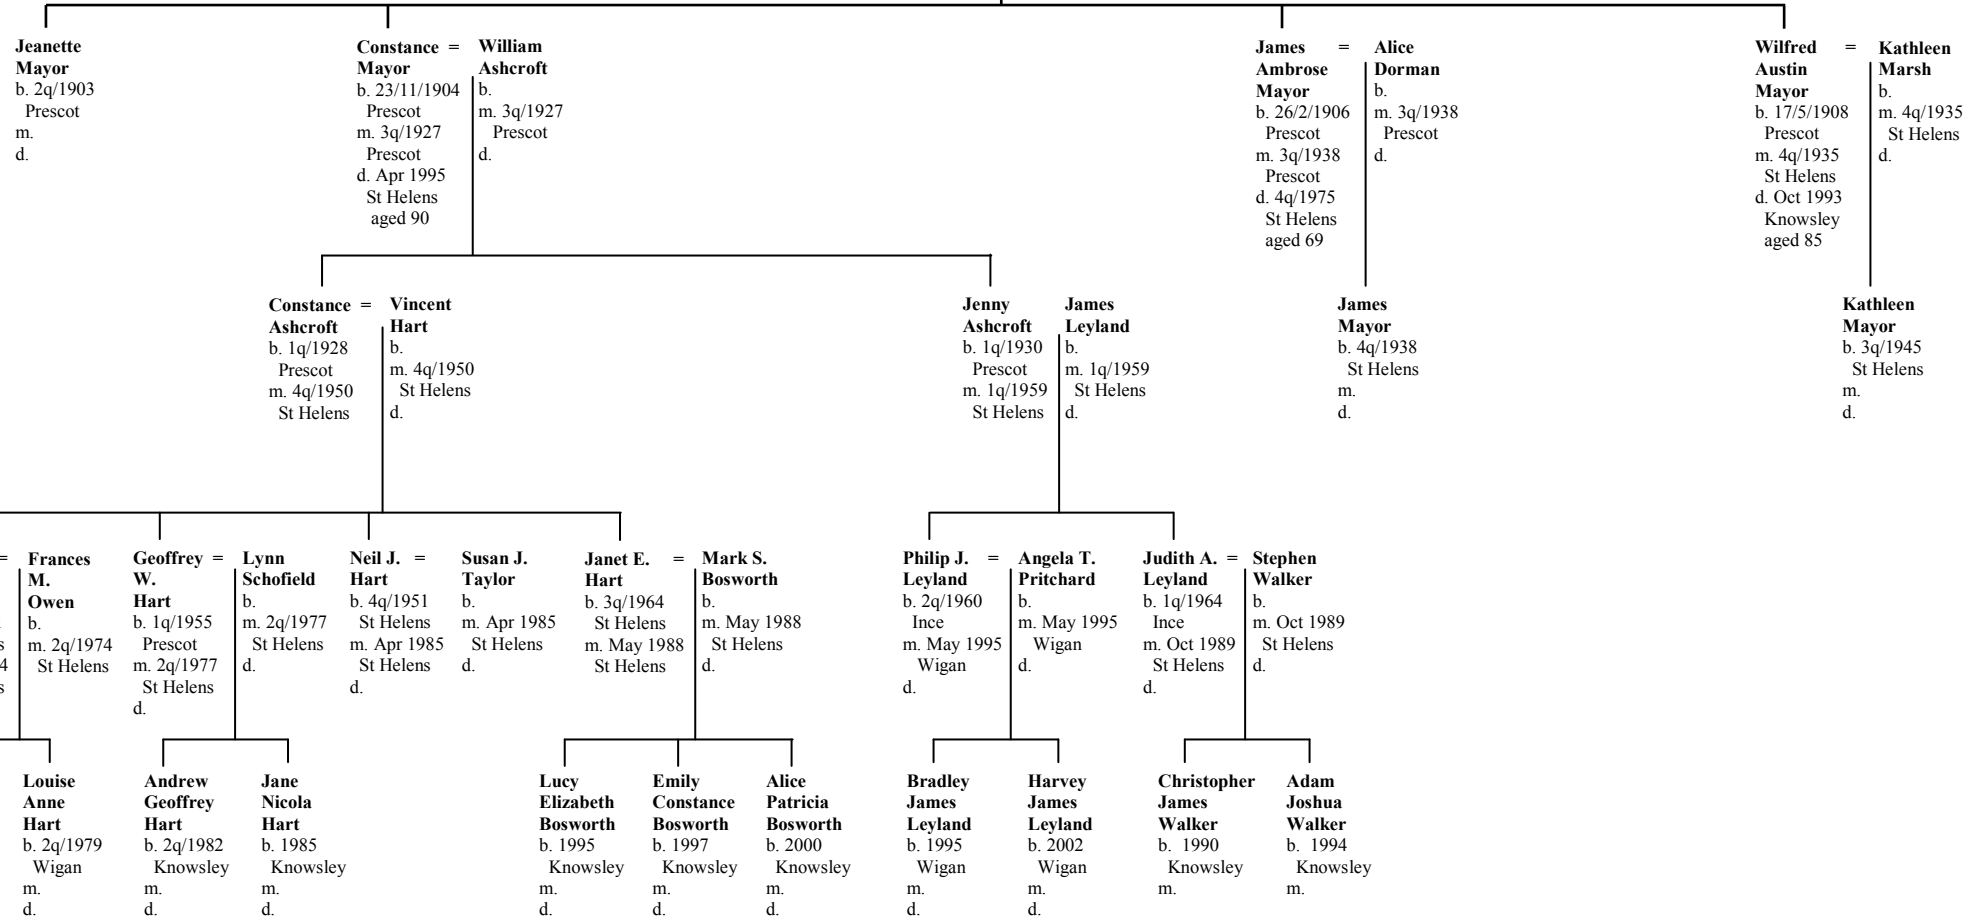 Jeanette
Mayor
b. 2q/1903
Prescot
m.
d.
Constance =
Mayor
b. 23/11/1904
Prescot
m. 3q/1927
Prescot
d. Apr 1995
St Helens
aged 90
William
Ashcroft
b.
m. 3q/1927
Prescot
d.
James =
Ambrose
Mayor
b. 26/2/1906
Prescot
m. 3q/1938
Prescot
d. 4q/1975
St Helens
aged 69
Alice
Dorman
b.
m. 3q/1938
Prescot
d.
Wilfred =
Austin
Mayor
b. 17/5/1908
Prescot
m. 4q/1935
St Helens
d. Oct 1993
Knowsley
aged 85
Kathleen
Marsh
b.
m. 4q/1935
St Helens
d.
Constance =
Ashcroft
b. 1q/1928
Prescot
m. 4q/1950
St Helens
Vincent
Hart
b.
m. 4q/1950
St Helens
d.
Jenny
Ashcroft
b. 1q/1930
Prescot
m. 1q/1959
St Helens
James
Leyland
b.
m. 1q/1959
St Helens
d.
James
Mayor
b. 4q/1938
St Helens
m.
d.
Kathleen
Mayor
b. 3q/1945
St Helens
m.
d.
=
s
4
s
Frances
M.
Owen
b.
m. 2q/1974
St Helens
Geoffrey =
W.
Hart
b. 1q/1955
Prescot
m. 2q/1977
St Helens
d.
Lynn
Schofield
b.
m. 2q/1977
St Helens
d.
Neil J. =
Hart
b. 4q/1951
St Helens
m. Apr 1985
St Helens
d.
Susan J.
Taylor
b.
m. Apr 1985
St Helens
d.
Janet E. =
Hart
b. 3q/1964
St Helens
m. May 1988
St Helens
Mark S.
Bosworth
b.
m. May 1988
St Helens
d.
Philip J. =
Leyland
b. 2q/1960
Ince
m. May 1995
Wigan
d.
Angela T.
Pritchard
b.
m. May 1995
Wigan
d.
Judith A. =
Leyland
b. 1q/1964
Ince
m. Oct 1989
St Helens
d.
Stephen
Walker
b.
m. Oct 1989
St Helens
d.
Louise
Anne
Hart
b. 2q/1979
Wigan
m.
d.
Andrew
Geoffrey
Hart
b. 2q/1982
Knowsley
m.
d.
Jane
Nicola
Hart
b. 1985
Knowsley
m.
d.
Lucy
Elizabeth
Bosworth
b. 1995
Knowsley
m.
d.
Emily
Constance
Bosworth
b. 1997
Knowsley
m.
d.
Alice
Patricia
Bosworth
b. 2000
Knowsley
m.
d.
Bradley
James
Leyland
b. 1995
Wigan
m.
d.
Harvey
James
Leyland
b. 2002
Wigan
m.
d.
Christopher
James
Walker
b. 1990
Knowsley
m.
Adam
Joshua
Walker
b. 1994
Knowsley
m.